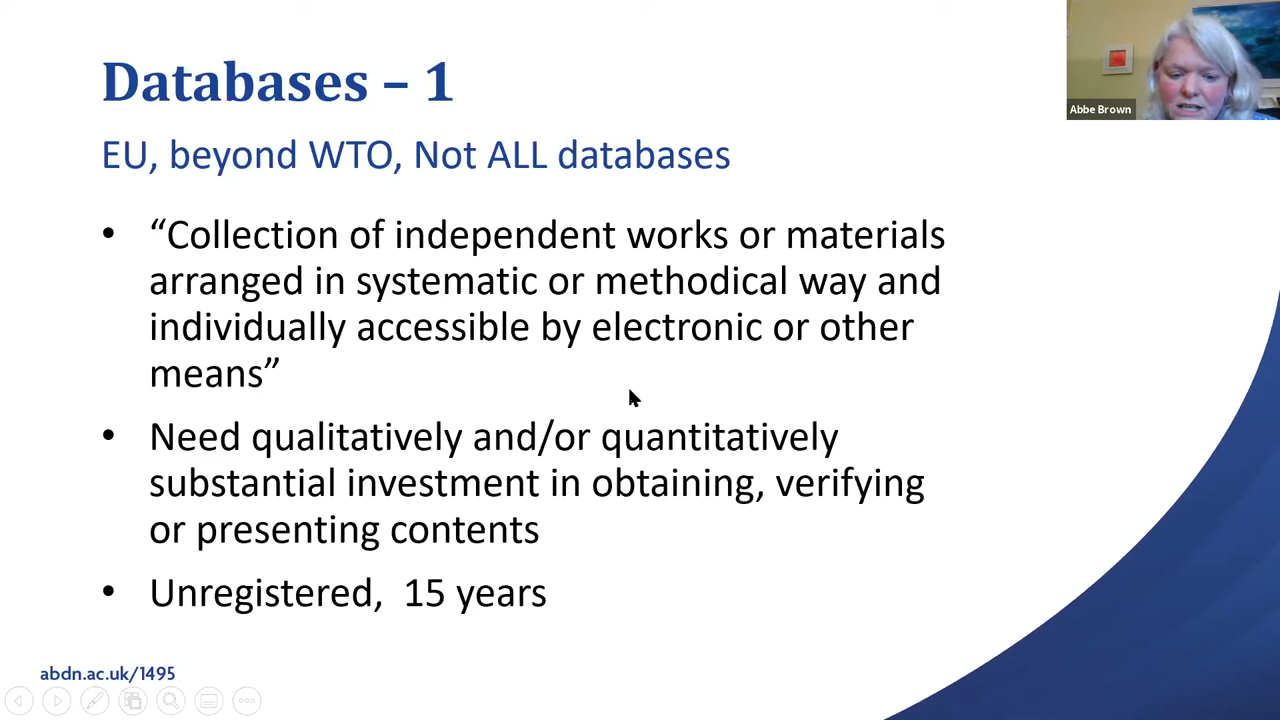 Databases – 1
EU, beyond WTO, Not ALL databases
• “Collection of independent works or materials
arranged in systematic or methodical way and
individually accessible by electronic or other
means”
• Need qualitatively and/or quantitatively
substantial investment in obtaining, verifying
or presenting contents
• Unregistered,  15 years
abdn.ac.uk/1495
Abbe Brown